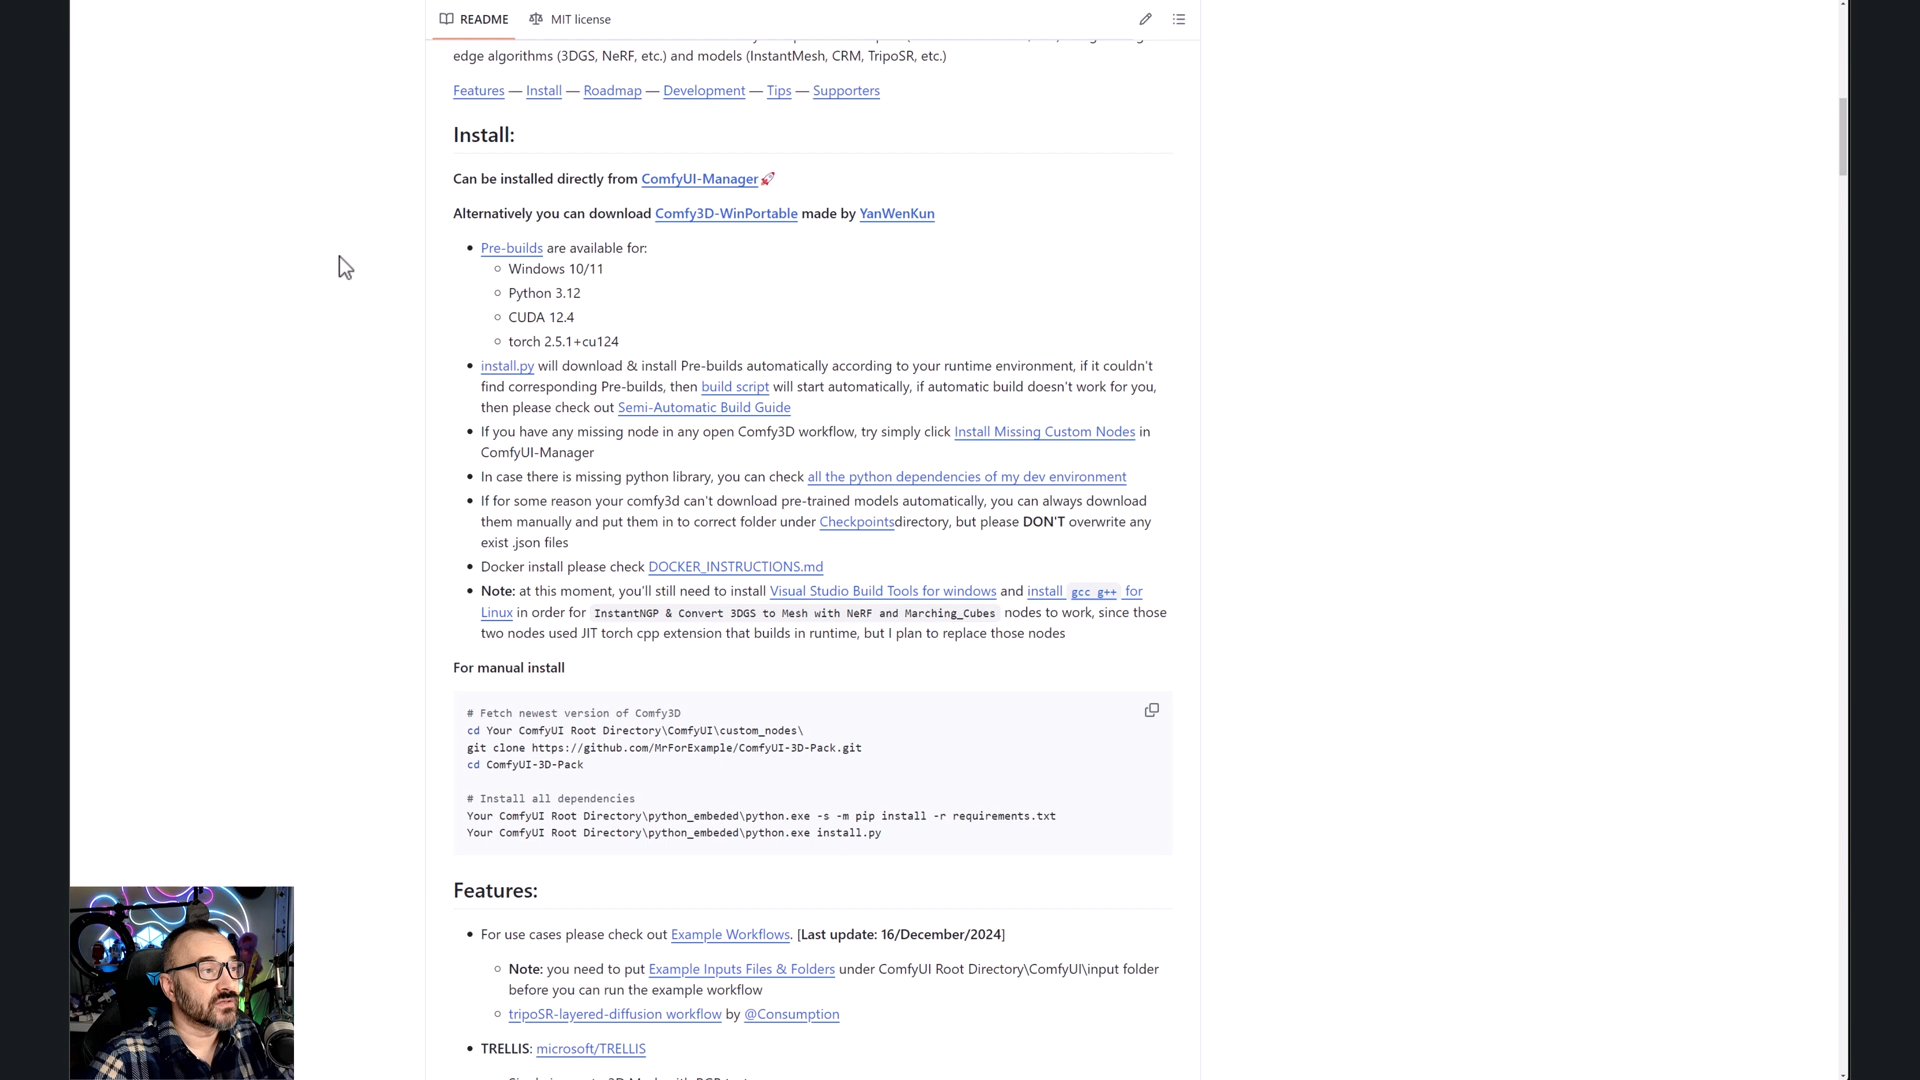 README MIT license
edge algorithms (3DGS, NeRF, etc.) and models (InstantMesh, CRM, TripoSR, etc.)
Features — Install — Roadmap — Development — Tips — Supporters
Install:
Can be installed directly from ComfyUI-Manager🚀
Alternatively you can download Comfy3D-WinPortable made by YanWenKun
Pre-builds are available for:
Windows 10/11
Python 3.12
CUDA 12.4
torch 2.5.1+cu124
install.py will download & install Pre-builds automatically according to your runtime environment, if it couldn't
find corresponding Pre-builds, then build script will start automatically, if automatic build doesn't work for you,
then please check out Semi-Automatic Build Guide
If you have any missing node in any open Comfy3D workflow, try simply click Install Missing Custom Nodes in
ComfyUI-Manager
In case there is missing python library, you can check all the python dependencies of my dev environment
If for some reason your comfy3d can't download pre-trained models automatically, you can always download
them manually and put them in to correct folder under Checkpointsdirectory, but please DON'T overwrite any
exist .json files
Docker install please check DOCKER_INSTRUCTIONS.md
Note: at this moment, you'll still need to install Visual Studio Build Tools for windows and install gcc g++ for
Linux in order for InstantNGP & Convert 3DGS to Mesh with NeRF and Marching_Cubes nodes to work, since those
two nodes used JIT torch cpp extension that builds in runtime, but I plan to replace those nodes
For manual install
# Fetch newest version of Comfy3D
cd Your ComfyUI Root Directory\ComfyUI\custom_nodes\
git clone https://github.com/MrForExample/ComfyUI-3D-Pack.git
cd ComfyUI-3D-Pack
# Install all dependencies
Your ComfyUI Root Directory\python_embeded\python.exe -s -m pip install -r requirements.txt
Your ComfyUI Root Directory\python_embeded\python.exe install.py
Features:
For use cases please check out Example Workflows. [Last update: 16/December/2024]
Note: you need to put Example Inputs Files & Folders under ComfyUI Root Directory\ComfyUI\input folder
before you can run the example workflow
tripoSR-layered-diffusion workflow by @Consumption
TRELLIS: microsoft/TRELLIS